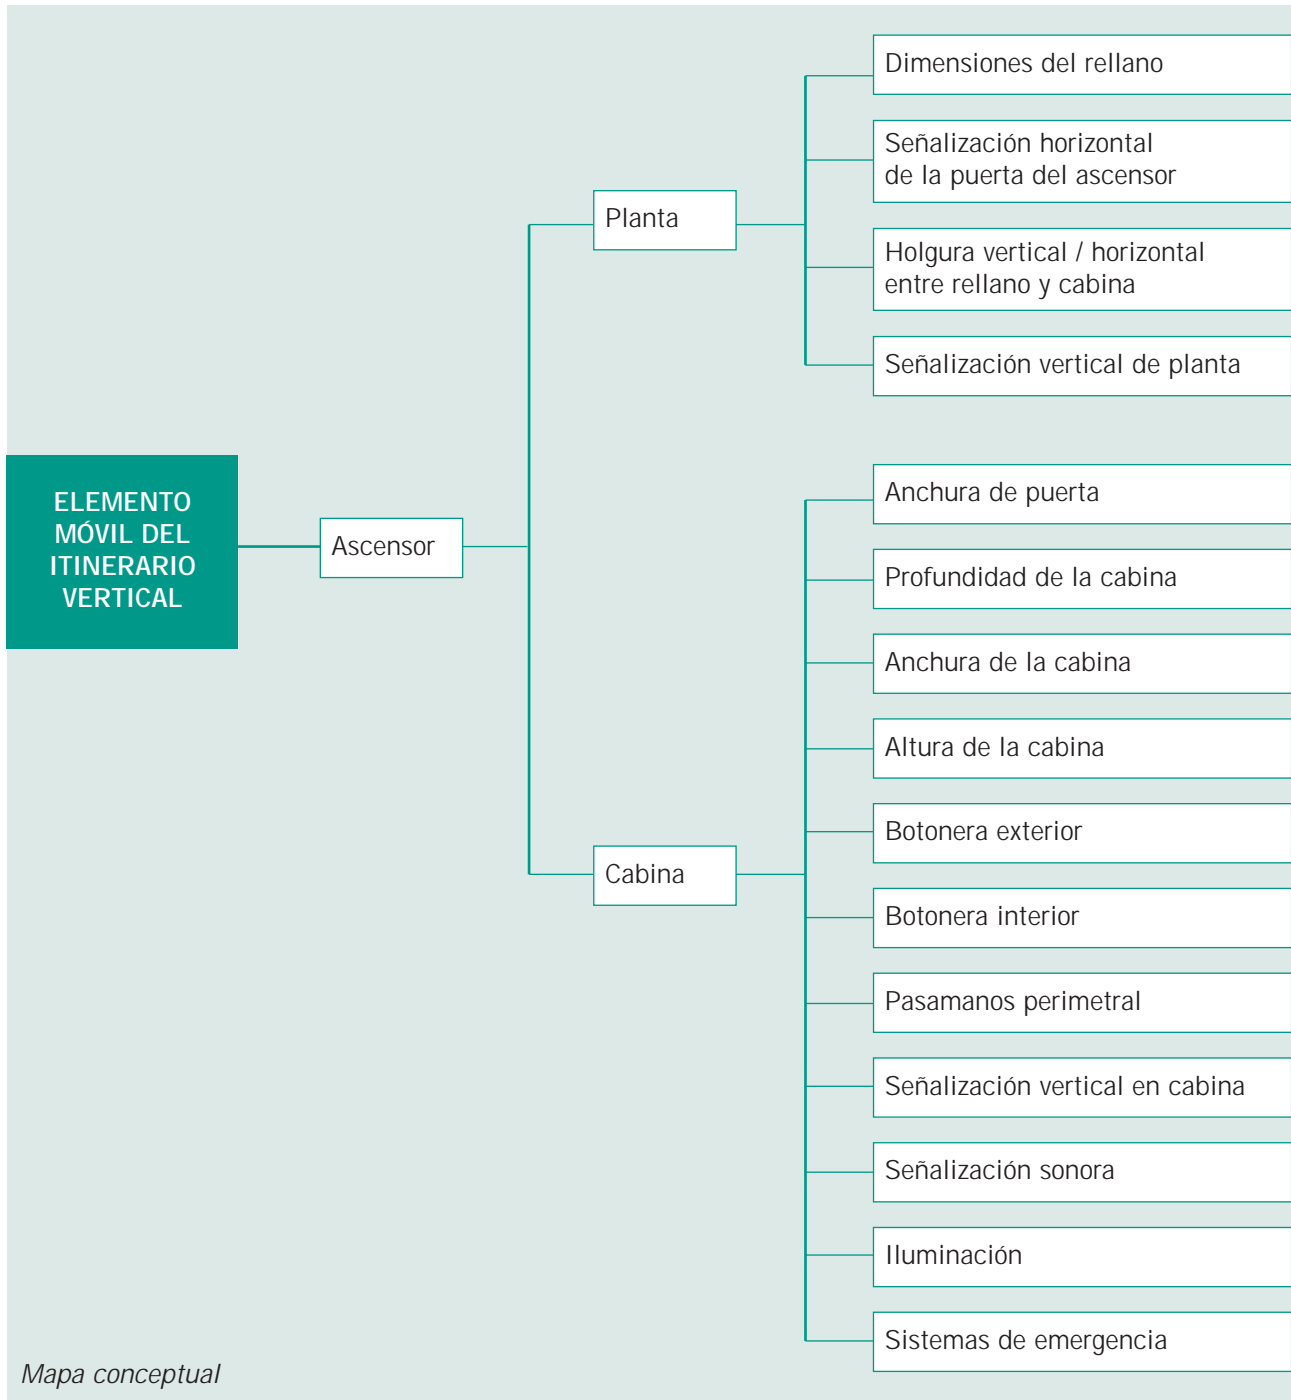 ELEMENTO
MÓVIL DEL
ITINERARIO
VERTICAL
Ascensor
Planta
Dimensiones del rellano
Señalización horizontal
de la puerta del ascensor
Holgura vertical / horizontal
entre rellano y cabina
Señalización vertical de planta
Cabina
Anchura de puerta
Profundidad de la cabina
Anchura de la cabina
Altura de la cabina
Botonera exterior
Botonera interior
Pasamanos perimetral
Señalización vertical en cabina
Señalización sonora
Iluminación
Sistemas de emergencia
Mapa conceptual